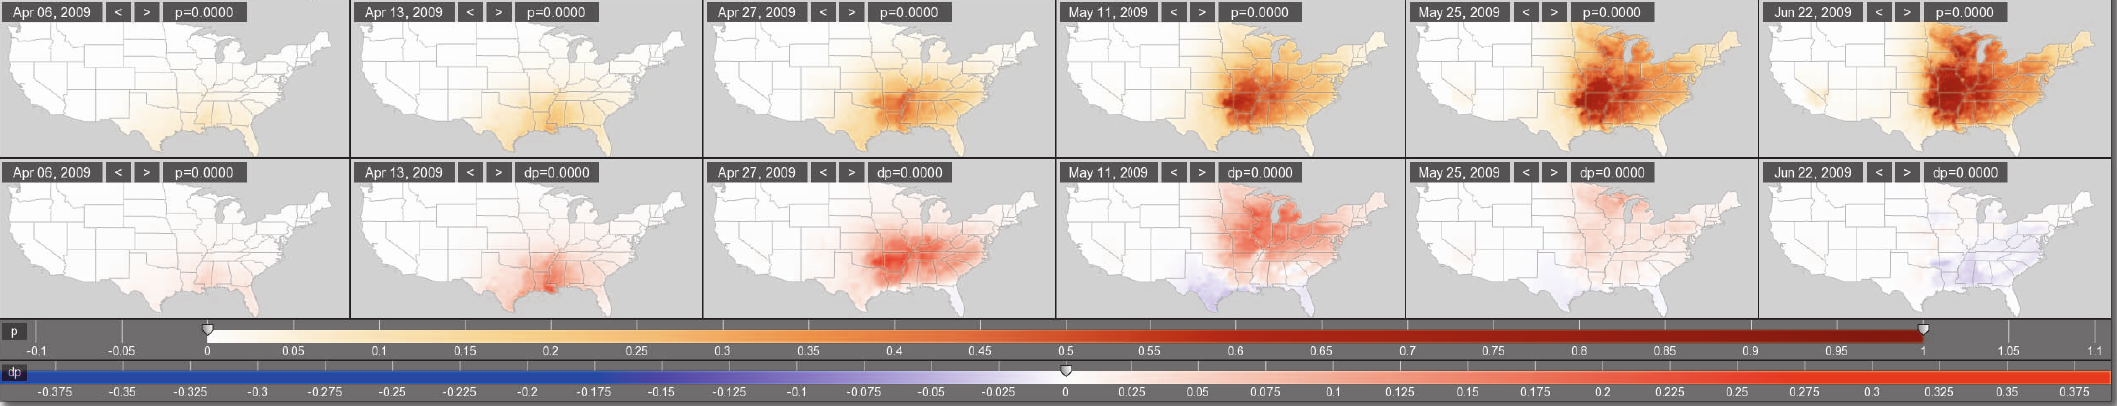 Apr 06, 2009 < > p=0.0000
Apr 13, 2009 < > p=0.0000
Apr 27, 2009 < > p=0.0000
May 11, 2009 < > p=0.0000
May 25, 2009 < > p=0.0000
Jun 22, 2009 < > p=0.0000
Apr 06, 2009 < > p=0.0000
Apr 13, 2009 < > dp=0.0000
Apr 27, 2009 < > dp=0.0000
May 11, 2009 < > dp=0.0000
May 25, 2009 < > dp=0.0000
Jun 22, 2009 < > dp=0.0000
p
-0.1 -0.05 0 0.05 0.1 0.15 0.2 0.25 0.3 0.35 0.4 0.45 0.5 0.55 0.6 0.65 0.7 0.75 0.8 0.85 0.9 0.95 1 1.05 1.1
dp
-0.375 -0.35 -0.325 -0.3 -0.275 -0.25 -0.225 -0.2 -0.175 -0.15 -0.125 -0.1 -0.075 -0.05 -0.025 0 0.025 0.05 0.075 0.1 0.125 0.15 0.175 0.2 0.225 0.25 0.275 0.3 0.325 0.35 0.375